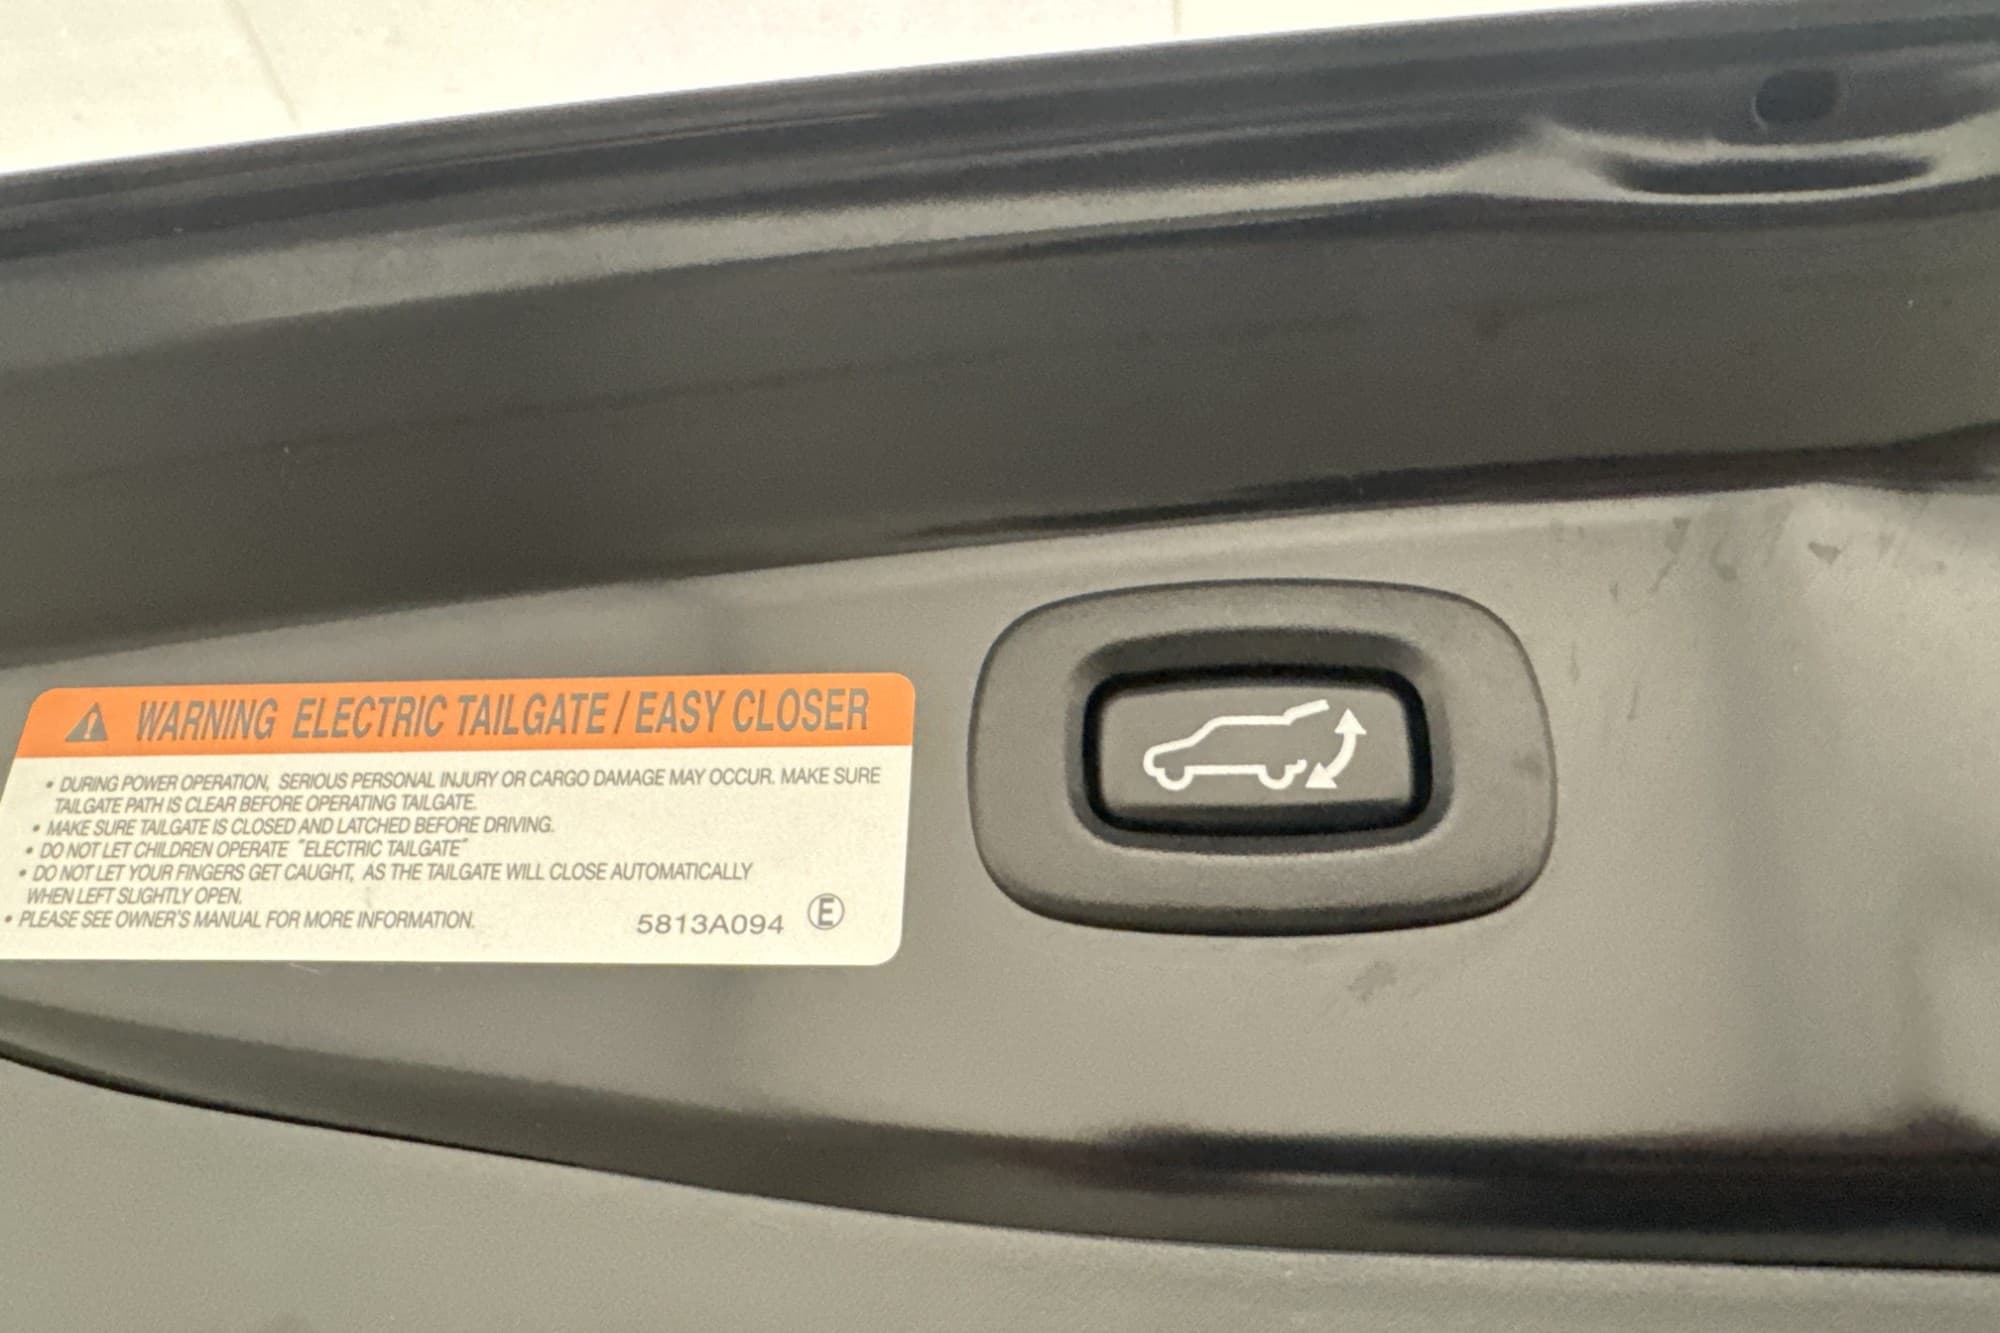 WARNING ELECTRIC TAILGATE / EASY CLOSER
• DURING POWER OPERATION, SERIOUS PERSONAL INJURY OR CARGO DAMAGE MAY OCCUR. MAKE SURE
TAILGATE PATH IS CLEAR BEFORE OPERATING TAILGATE.
• MAKE SURE TAILGATE IS CLOSED AND LATCHED BEFORE DRIVING.
• DO NOT LET CHILDREN OPERATE "ELECTRIC TAILGATE"
• DO NOT LET YOUR FINGERS GET CAUGHT, AS THE TAILGATE WILL CLOSE AUTOMATICALLY
WHEN LEFT SLIGHTLY OPEN.
• PLEASE SEE OWNER'S MANUAL FOR MORE INFORMATION.
5813A094 Ⓔ